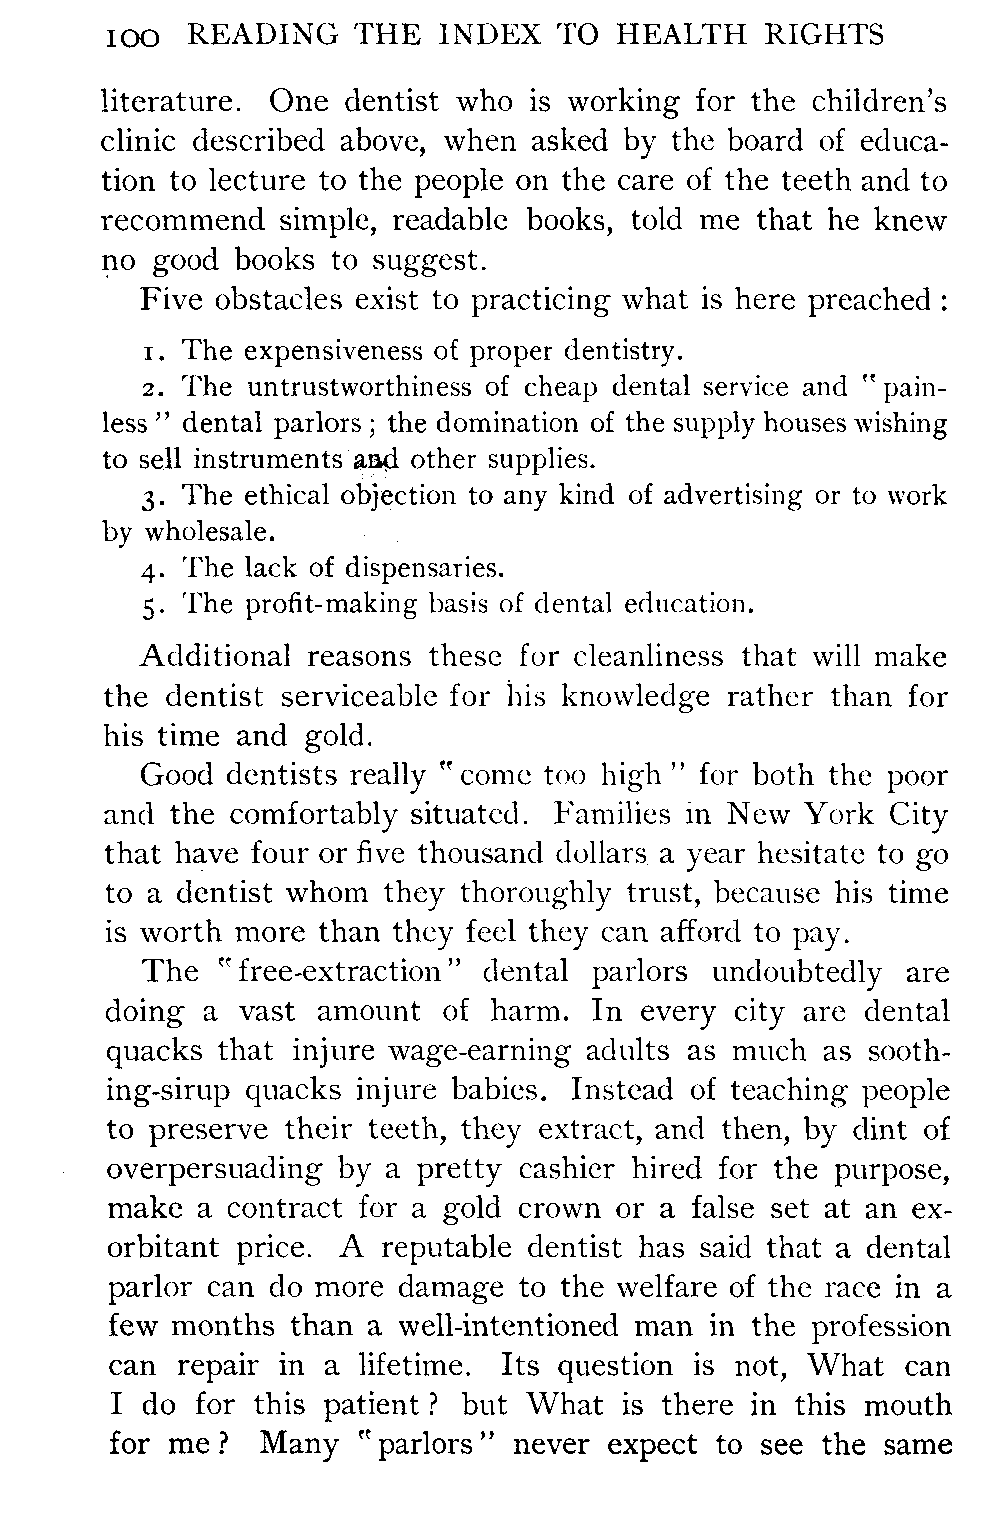 100 READING THE INDEX TO HEALTH RIGHTS
literature. One dentist who is working for the children's
clinic described above, when asked by the board of educa-
tion to lecture to the people on the care of the teeth and to
recommend simple, readable books, told me that he knew
no good books to suggest.
Five obstacles exist to practicing what is here preached :
1. The expensiveness of proper dentistry.
2. The untrustworthiness of cheap dental service and "pain-
less" dental parlors ; the domination of the supply houses wishing
to sell instruments and other supplies.
3. The ethical objection to any kind of advertising or to work
by wholesale.
4. The lack of dispensaries.
5. The profit-making basis of dental education.
Additional reasons these for cleanliness that will make
the dentist serviceable for his knowledge rather than for
his time and gold.
Good dentists really "come too high" for both the poor
and the comfortably situated. Families in New York City
that have four or five thousand dollars a year hesitate to go
to a dentist whom they thoroughly trust, because his time
is worth more than they feel they can afford to pay.
The "free-extraction" dental parlors undoubtedly are
doing a vast amount of harm. In every city are dental
quacks that injure wage-earning adults as much as sooth-
ing-sirup quacks injure babies. Instead of teaching people
to preserve their teeth, they extract, and then, by dint of
overpersuading by a pretty cashier hired for the purpose,
make a contract for a gold crown or a false set at an ex-
orbitant price. A reputable dentist has said that a dental
parlor can do more damage to the welfare of the race in a
few months than a well-intentioned man in the profession
can repair in a lifetime. Its question is not, What can
I do for this patient ? but What is there in this mouth
for me ? Many "parlors" never expect to see the same